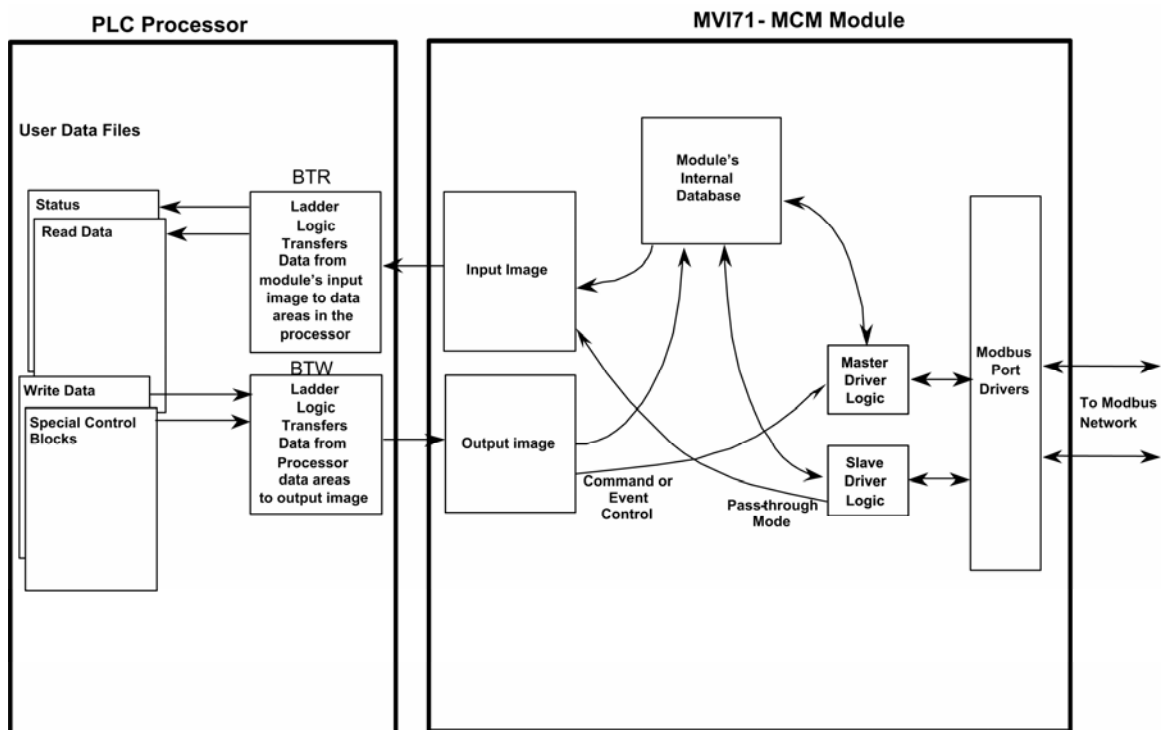 PLC Processor
MVI71- MCM Module
User Data Files
BTR
Status
Read Data
Ladder
Logic
Transfers
Data from
module's input
image to data
areas in the
processor
Write Data
Special Control
Blocks
BTW
Ladder
Logic
Transfers
Data from
Processor
data areas
to output image
Input Image
Output image
Module's
Internal
Database
Command or
Event
Control
Pass-through
Mode
Master
Driver
Logic
Slave
Driver
Logic
Modbus
Port
Drivers
To Modbus
Network